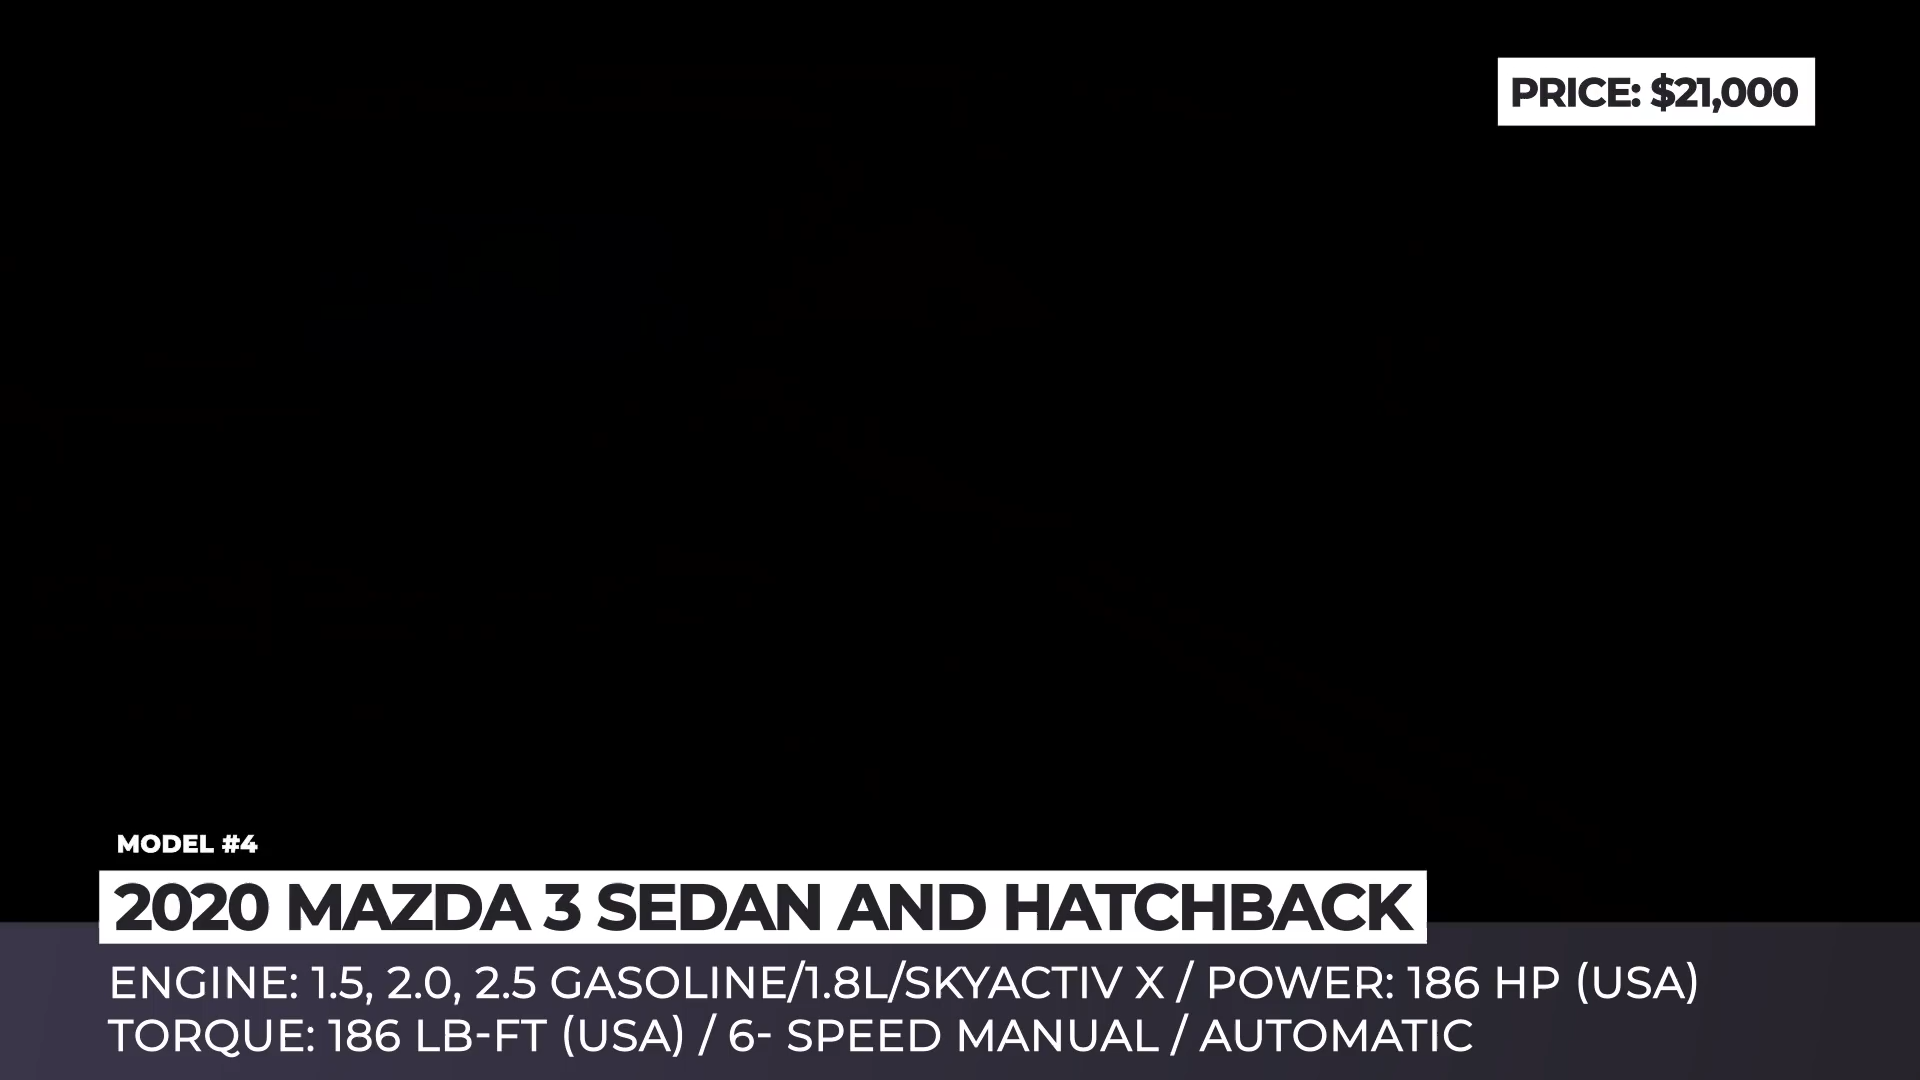 PRICE: $21,000
MODEL #4
2020 MAZDA 3 SEDAN AND HATCHBACK
ENGINE: 1.5, 2.0, 2.5 GASOLINE/1.8L/SKYACTIV X / POWER: 186 HP (USA)
TORQUE: 186 LB-FT (USA) / 6- SPEED MANUAL / AUTOMATIC